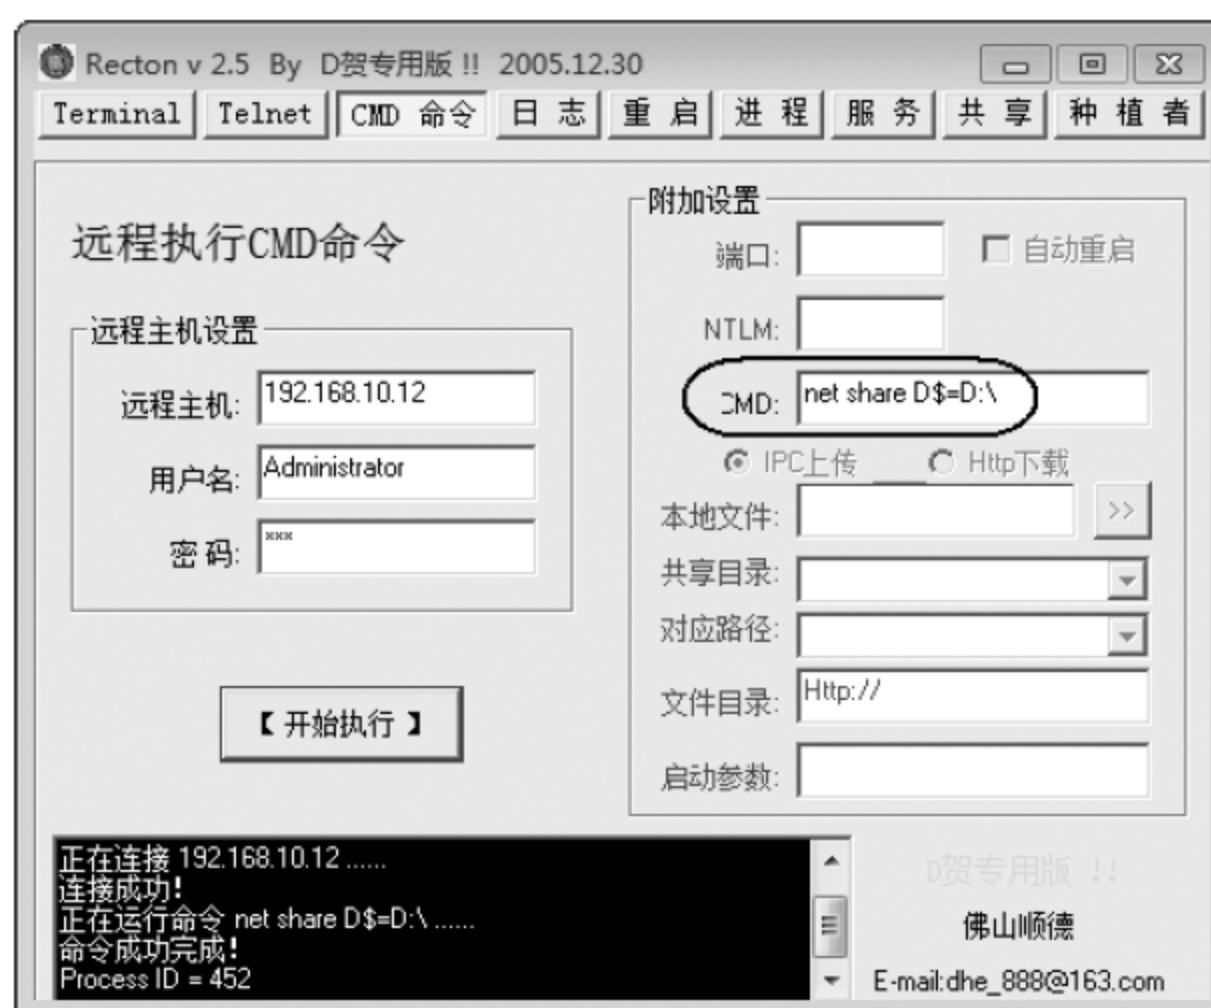 Recton v 2.5 By D贺专用版 !! 2005.12.30
Terminal Telnet CMD 命令 日 志 重 启 进 程 服 务 共 享 种 植 者
远程执行CMD命令
远程主机设置
远程主机: 192.168.10.12
用户名: Administrator
密 码: ***
【 开始执行 】
附加设置
端口: 自动重启
NTLM:
CMD: net share D$=D:\
IPC上传 Http下载
本地文件: >>
共享目录:
对应路径:
文件目录: Http://
启动参数:
正在连接 192.168.10.12 ......
连接成功!
正在运行命令 net share D$=D:\ ......
命令成功完成!
Process ID = 452
D贺专用版 !!
佛山顺德
E-mail:dhe_888@163.com